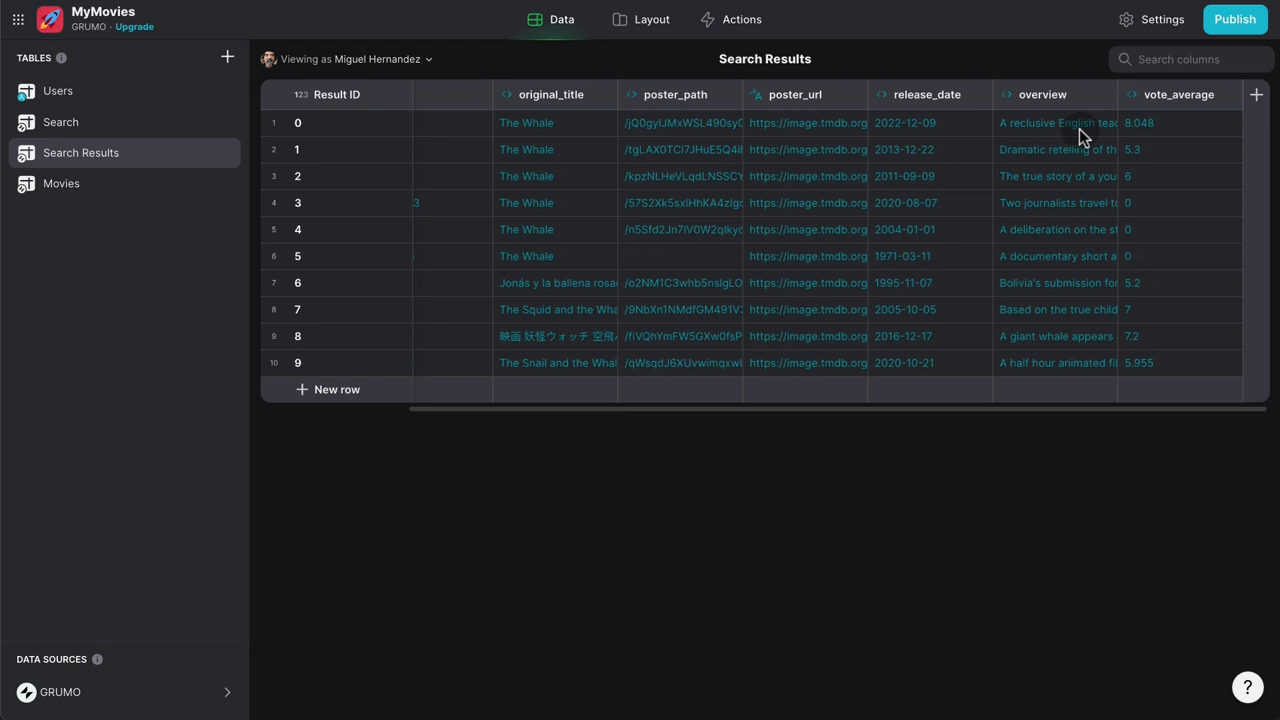 MyMovies
GRUMO · Upgrade
Data
Layout
Actions
Settings
Publish
TABLES
Users
Search
Search Results
Movies
DATA SOURCES
GRUMO
Viewing as Miguel Hernandez
Search Results
Search columns
123 Result ID original_title poster_path poster_url release_date overview vote_average
1 0 The Whale https://image.tmdb.org 2022-12-09 A reclusive English teac 8.048
2 1 The Whale https://image.tmdb.org 2013-12-22 Dramatic retelling of th 5.3
3 2 The Whale https://image.tmdb.org 2011-09-09 The true story of a you 6
4 3 3 The Whale https://image.tmdb.org 2020-08-07 Two journalists travel to 0
5 4 The Whale https://image.tmdb.org 2004-01-01 A deliberation on the st 0
6 5 The Whale https://image.tmdb.org 1971-03-11 A documentary short a 0
7 6 Jonás y la ballena rosa https://image.tmdb.org 1995-11-07 Bolivia's submission for 5.2
8 7 The Squid and the Wha https://image.tmdb.org 2005-10-05 Based on the true child 7
9 8 映画 妖怪ウォッチ 空飛 https://image.tmdb.org 2016-12-17 A giant whale appears 7.2
10 9 The Snail and the Whal https://image.tmdb.org 2020-10-21 A half hour animated fil 5.955
New row
?